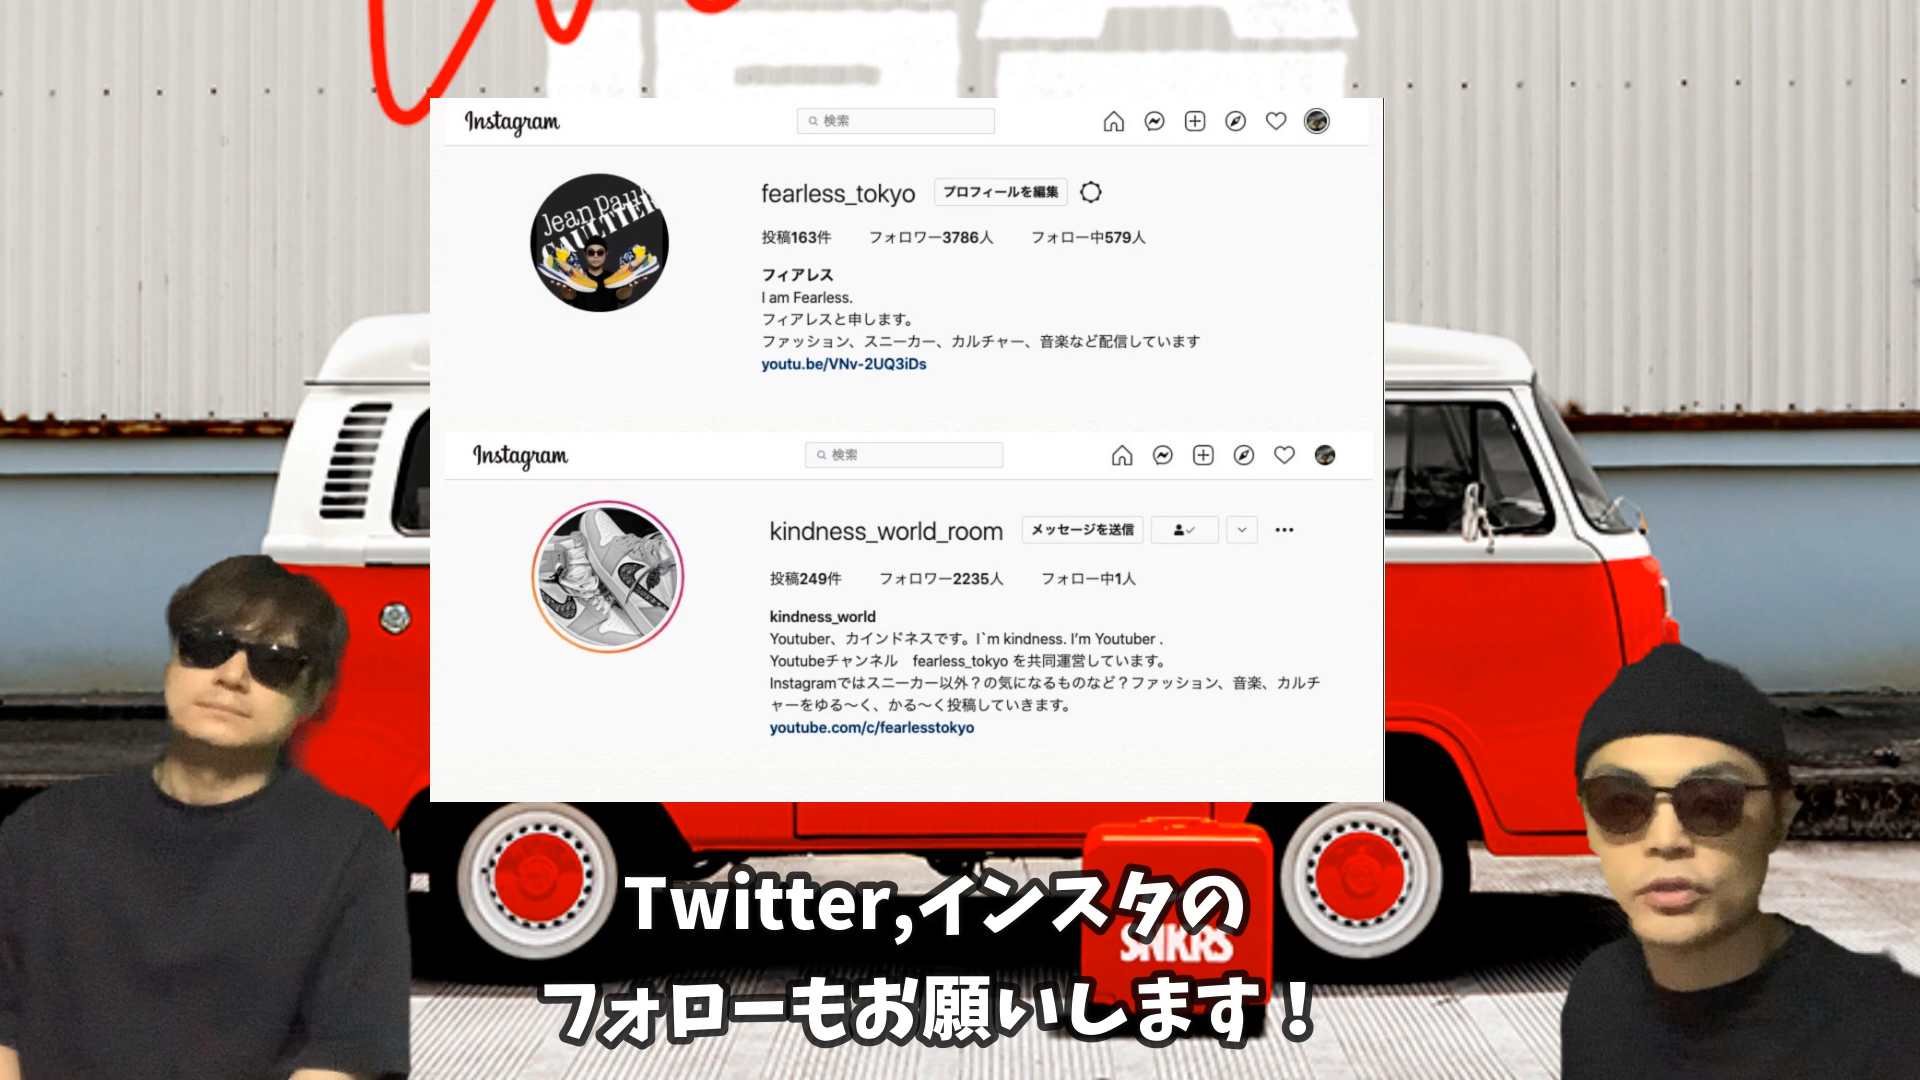 Instagram
検索
Jean Paul
GAULTIER
fearless_tokyo プロフィールを編集
投稿163件 フォロワー3786人 フォロー中579人
フィアレス
I am Fearless.
フィアレスと申します。
ファッション、スニーカー、カルチャー、音楽など配信しています
youtu.be/VNv-2UQ3iDs
Instagram
検索
kindness_world_room メッセージを送信
投稿249件 フォロワー2235人 フォロー中1人
kindness_world
Youtuber、カインドネスです。I`m kindness. I’m Youtuber .
Youtubeチャンネル　fearless_tokyo を共同運営しています。
Instagramではスニーカー以外？の気になるものなど？ファッション、音楽、カルチ
ャーをゆる〜く、かる〜く投稿していきます。
youtube.com/c/fearlesstokyo
Twitter,インスタの
SNKRS
フォローもお願いします！